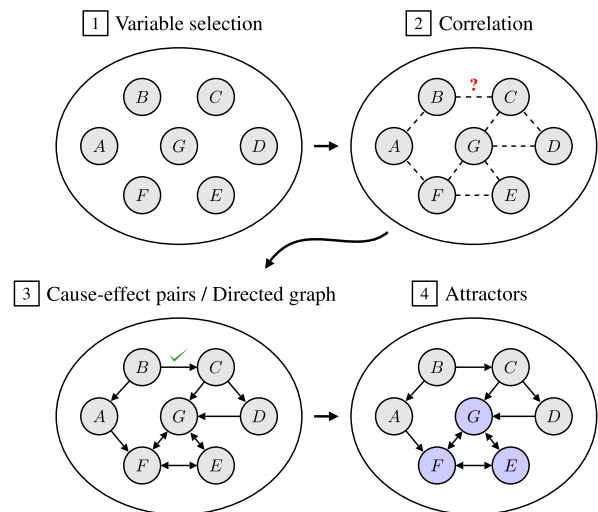 1 Variable selection
B C
A G D
F E
2 Correlation
?
B C
A G D
F E
3 Cause-effect pairs / Directed graph
B C
A G D
F E
4 Attractors
B C
A G D
F E